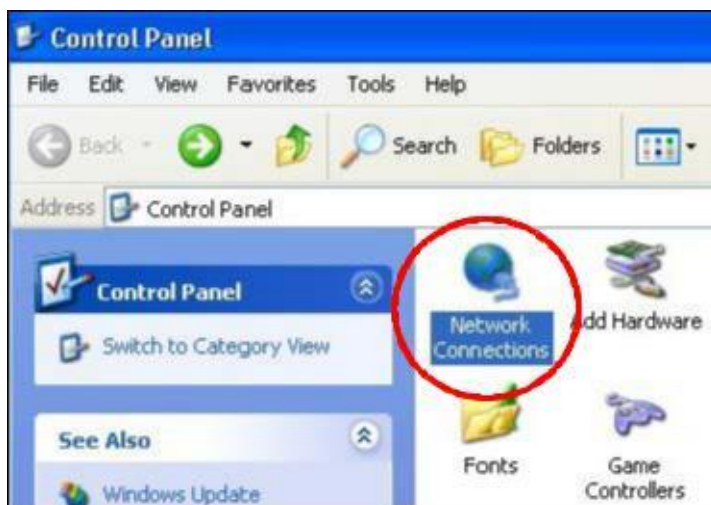 Control Panel
File Edit View Favorites Tools Help
Back Search Folders
Address Control Panel
Control Panel
Switch to Category View
See Also
Windows Update
Network
Connections
Add Hardware
Fonts
Game
Controllers